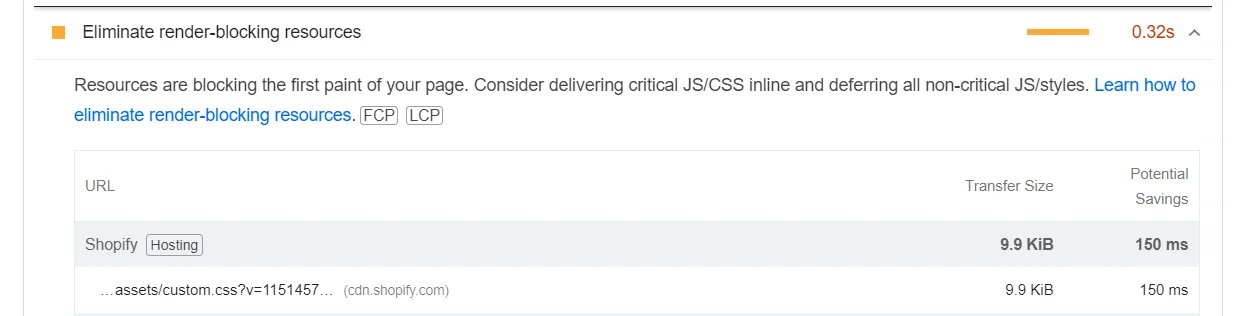 Eliminate render-blocking resources 0.32s
Resources are blocking the first paint of your page. Consider delivering critical JS/CSS inline and deferring all non-critical JS/styles. Learn how to
eliminate render-blocking resources. FCP LCP
URL Transfer Size Potential Savings
Shopify Hosting 9.9 KiB 150 ms
…assets/custom.css?v=1151457… (cdn.shopify.com) 9.9 KiB 150 ms